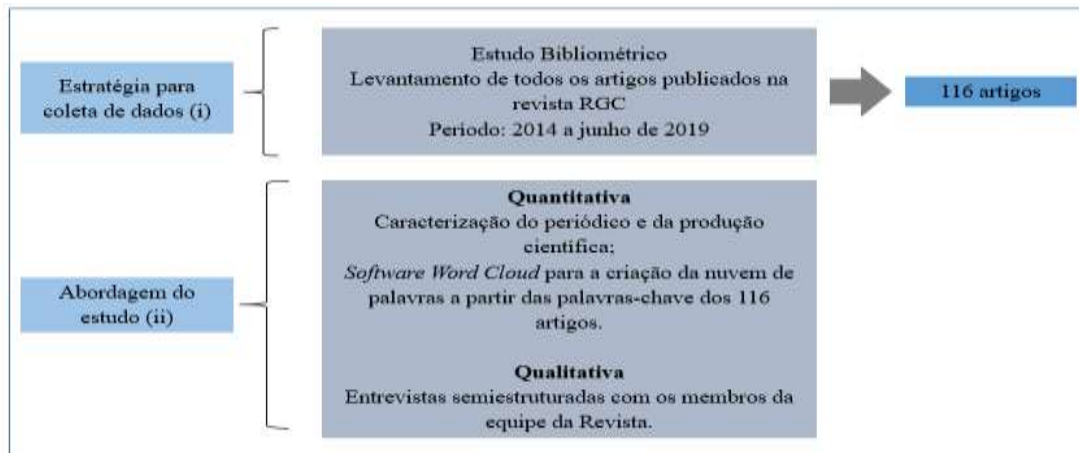 Estratégia para
coleta de dados (i)
Estudo Bibliométrico
Levantamento de todos os artigos publicados na
revista RGC
Período: 2014 a junho de 2019
116 artigos
Abordagem do
estudo (ii)
Quantitativa
Caracterização do periódico e da produção
científica;
Software Word Cloud para a criação da nuvem de
palavras a partir das palavras-chave dos 116
artigos.
Qualitativa
Entrevistas semiestruturadas com os membros da
equipe da Revista.